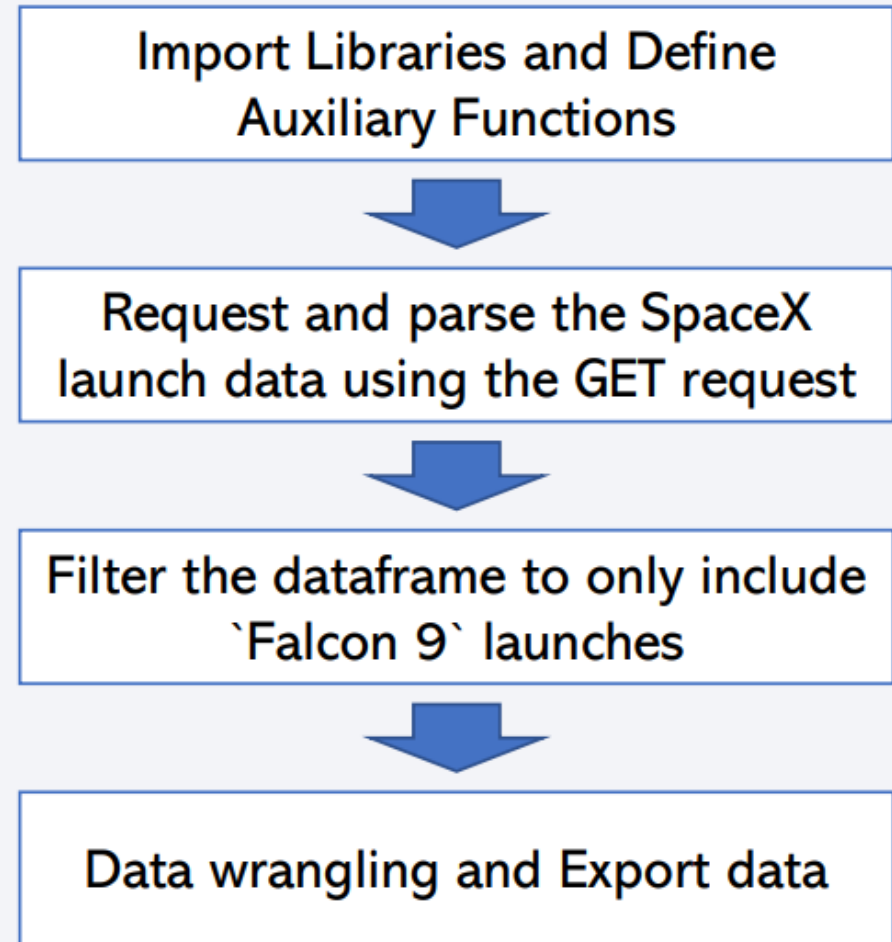 Import Libraries and Define
Auxiliary Functions
Request and parse the SpaceX
launch data using the GET request
Filter the dataframe to only include
`Falcon 9` launches
Data wrangling and Export data